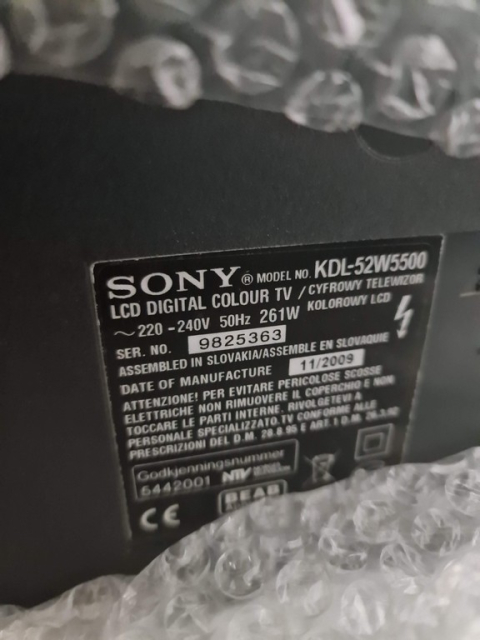 SONY® MODEL NO. KDL-52W5500
LCD DIGITAL COLOUR TV / CYFROWY TELEWIZOR
KOLOROWY LCD
~220 -240V 50Hz 261W
SER. NO. 9825363
ASSEMBLED IN SLOVAKIA/ASSEMBLE EN SLOVAQUIE
DATE OF MANUFACTURE 11/2009
ATTENZIONE! PER EVITARE PERICOLOSE SCOSSE
ELETTRICHE NON RIMUOVERE IL COPERCHIO E NON
TOCCARE LE PARTI INTERNE. RIVOLGETEVI A
PERSONALE SPECIALIZZATO.TV CONFORME ALLE
PRESCRIZIONI DEL D.M. 28.8.95 E ART.1 D.M. 26.3.92
Godkjenningsnummer
5442001 NTV
CE BEAB